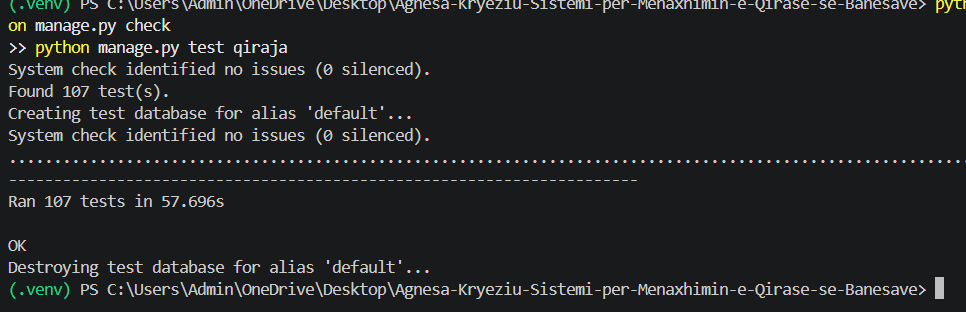 (.venv) PS C:\Users\Admin\OneDrive\Desktop\Agnesa-Kryeziu-Sistemi-per-Menaxhimin-e-Qirase-se-Banesave> pyth
on manage.py check
>> python manage.py test qiraja
System check identified no issues (0 silenced).
Found 107 test(s).
Creating test database for alias 'default'...
System check identified no issues (0 silenced).
...........................................................................................................
----------------------------------------------------------------------
Ran 107 tests in 57.696s
OK
Destroying test database for alias 'default'...
(.venv) PS C:\Users\Admin\OneDrive\Desktop\Agnesa-Kryeziu-Sistemi-per-Menaxhimin-e-Qirase-se-Banesave>